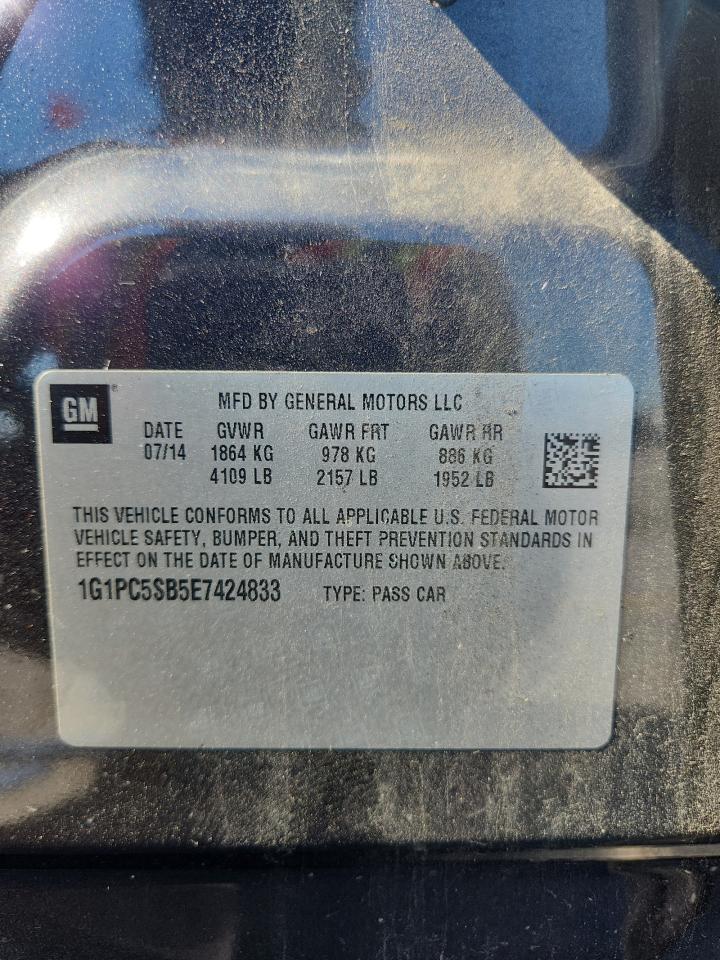 GM®
MFD BY GENERAL MOTORS LLC
DATE GVWR GAWR FRT GAWR RR
07/14 1864 KG 978 KG 886 KG
4109 LB 2157 LB 1952 LB
THIS VEHICLE CONFORMS TO ALL APPLICABLE U.S. FEDERAL MOTOR
VEHICLE SAFETY, BUMPER, AND THEFT PREVENTION STANDARDS IN
EFFECT ON THE DATE OF MANUFACTURE SHOWN ABOVE.
1G1PC5SB5E7424833 TYPE: PASS CAR